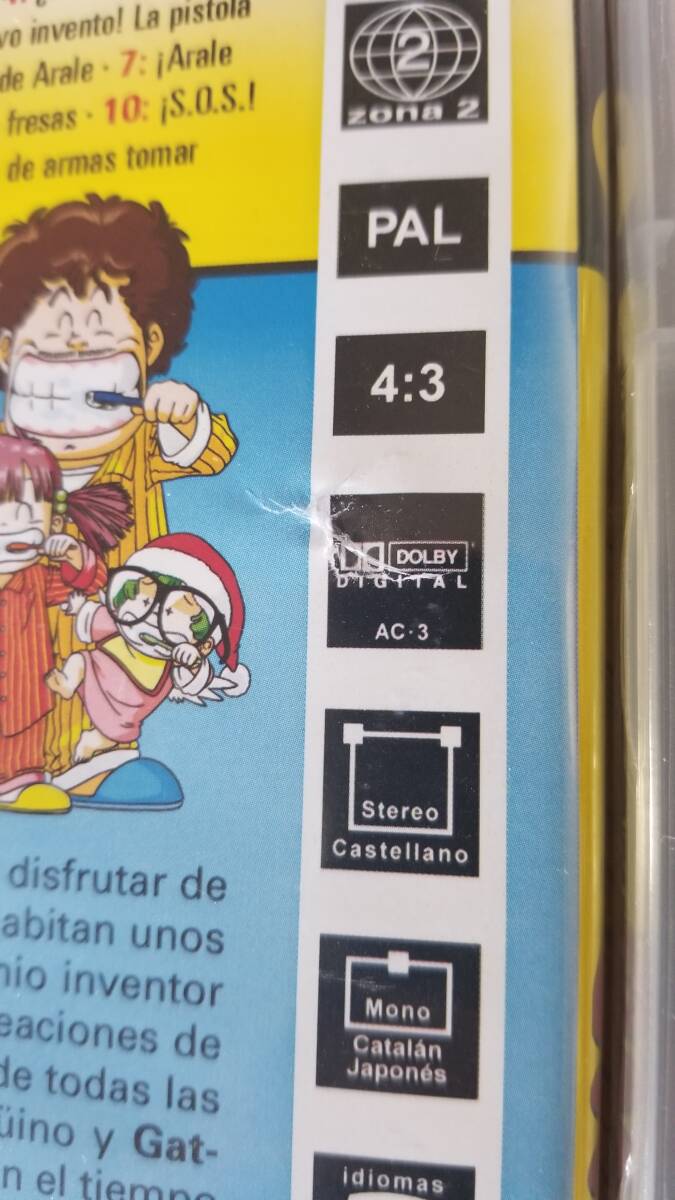 vo invento! La pistola
de Arale · 7: ¡Arale
fresas · 10: ¡S.O.S.!
de armas tomar
2
zona 2
PAL
4:3
DOLBY
DIGITAL
AC·3
Stereo
Castellano
Mono
Catalán
Japonés
idiomas
disfrutar de
abitan unos
nio inventor
eaciones de
de todas las
üino y Gat-
n el tiempo